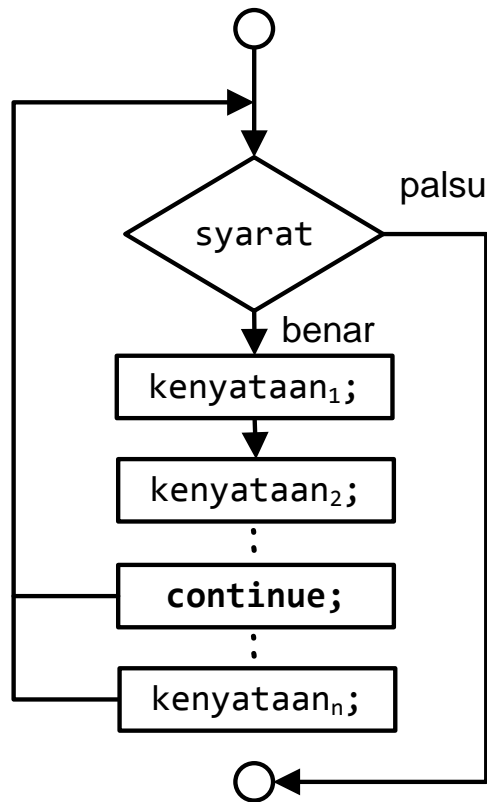 palsu
syarat
benar
kenyataan₁;
kenyataan₂;
continue;
kenyataanₙ;